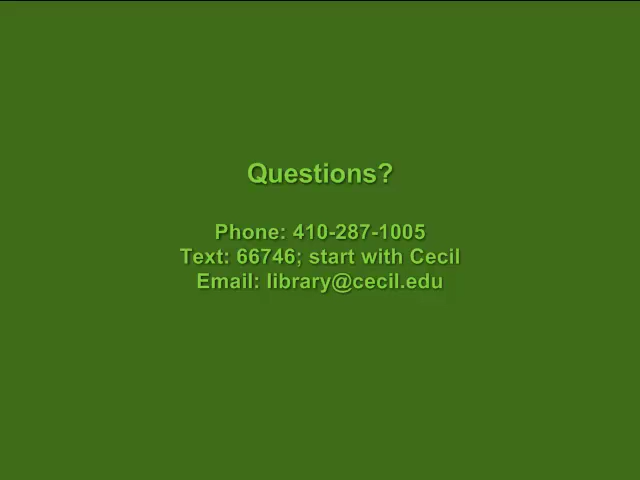 Questions?
Phone: 410-287-1005
Text: 66746; start with Cecil
Email: library@cecil.edu